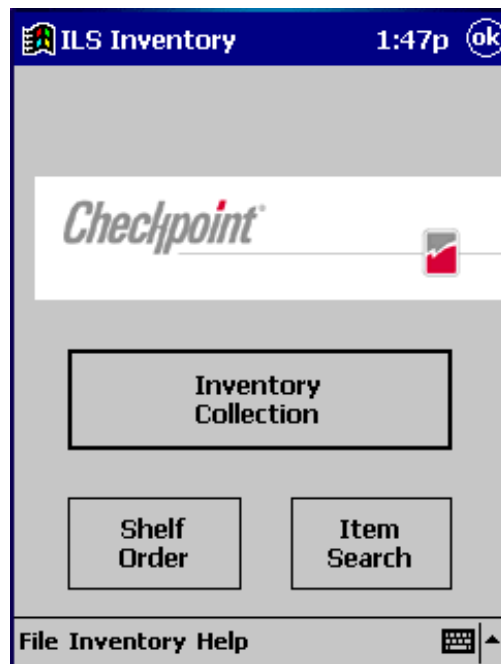 ILS Inventory 1:47p ok
Checkpoint®
Inventory
Collection
Shelf
Order
Item
Search
File Inventory Help